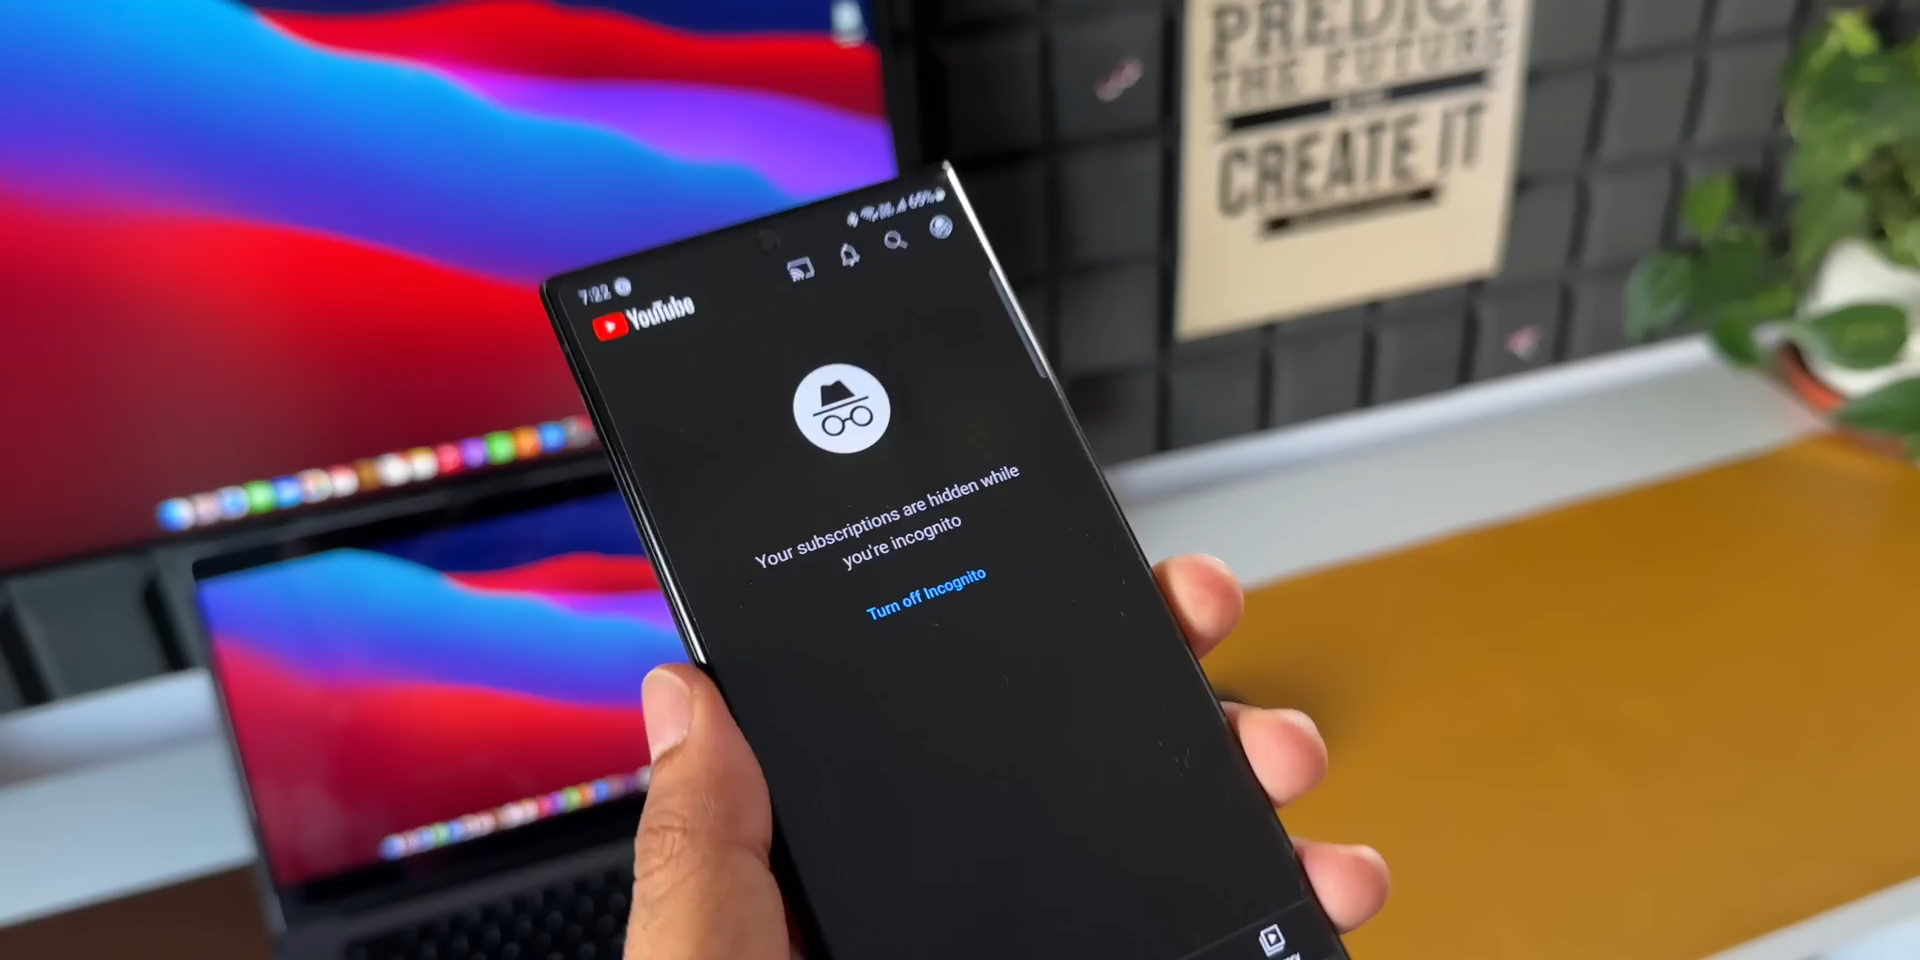 PREDICT
THE FUTURE
CREATE IT
7:22
65%
YouTube
Your subscriptions are hidden while
you're incognito
Turn off Incognito